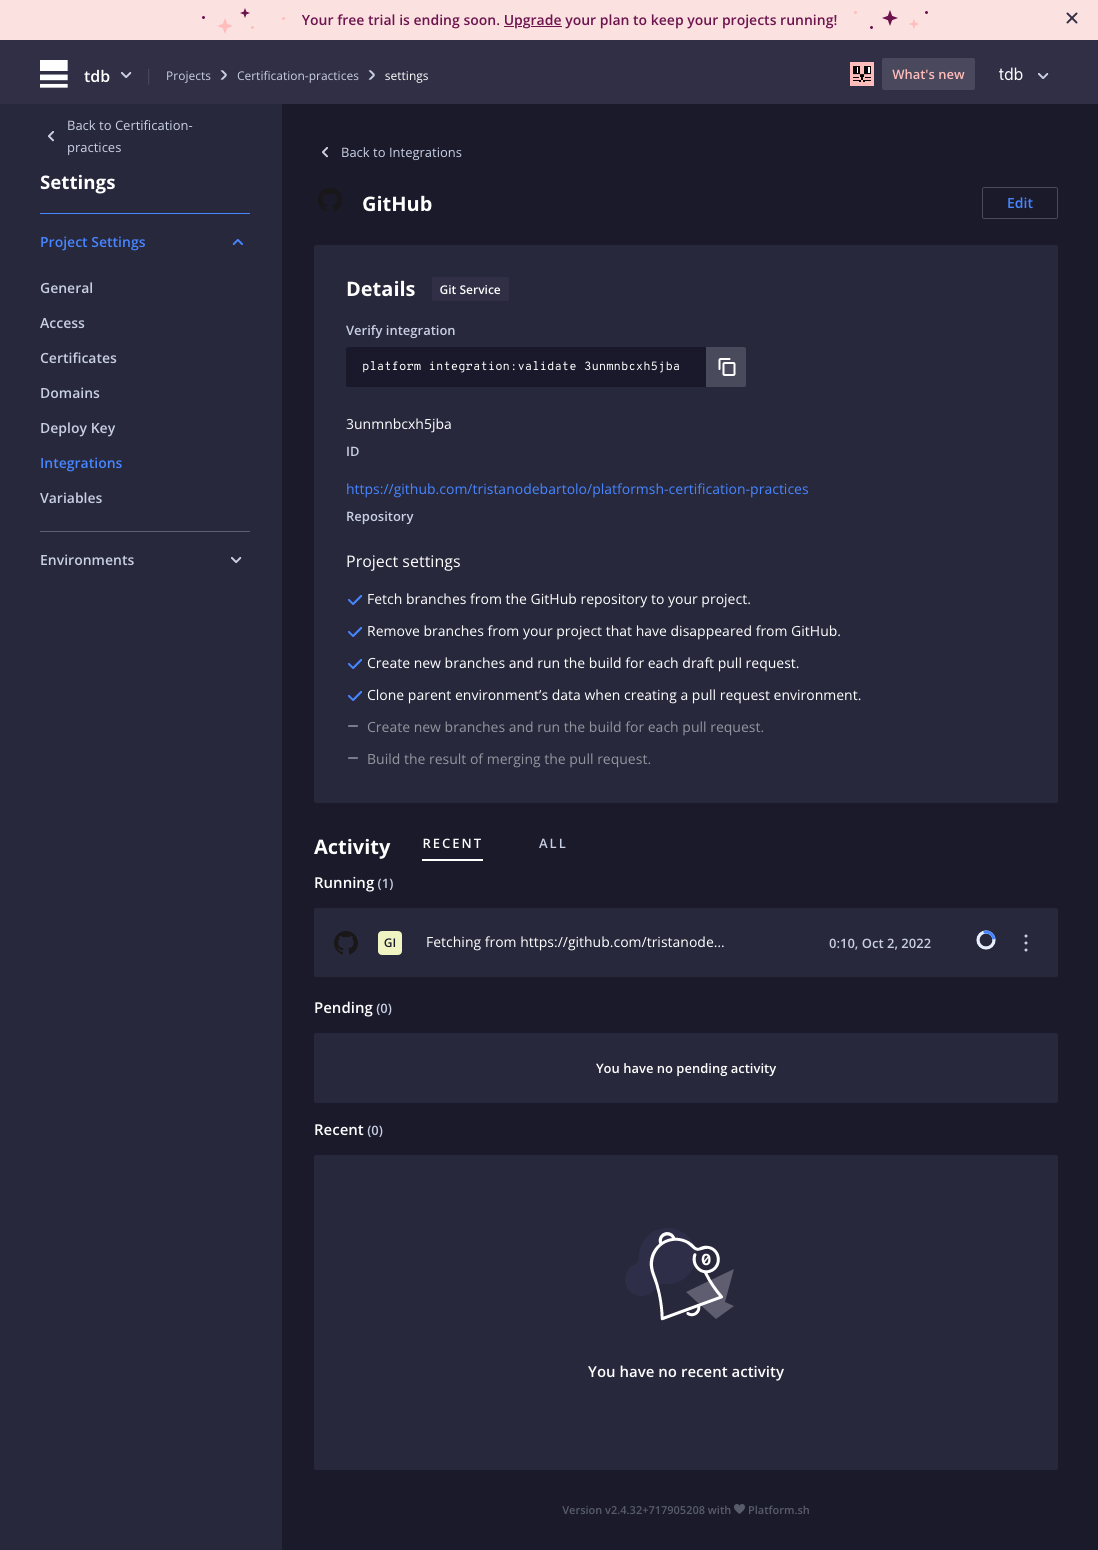 Your free trial is ending soon. Upgrade your plan to keep your projects running!
tdb
Projects
Certification-practices
settings
What's new
tdb
Back to Certification-
practices
Settings
Project Settings
General
Access
Certificates
Domains
Deploy Key
Integrations
Variables
Environments
Back to Integrations
GitHub
Edit
Details
Git Service
Verify integration
platform integration:validate 3unmnbcxh5jba
3unmnbcxh5jba
ID
https://github.com/tristanodebartolo/platformsh-certification-practices
Repository
Project settings
Fetch branches from the GitHub repository to your project.
Remove branches from your project that have disappeared from GitHub.
Create new branches and run the build for each draft pull request.
Clone parent environment’s data when creating a pull request environment.
Create new branches and run the build for each pull request.
Build the result of merging the pull request.
Activity
RECENT
ALL
Running (1)
GI
Fetching from https://github.com/tristanode...
0:10, Oct 2, 2022
Pending (0)
You have no pending activity
Recent (0)
0
You have no recent activity
Version v2.4.32+717905208 with Platform.sh